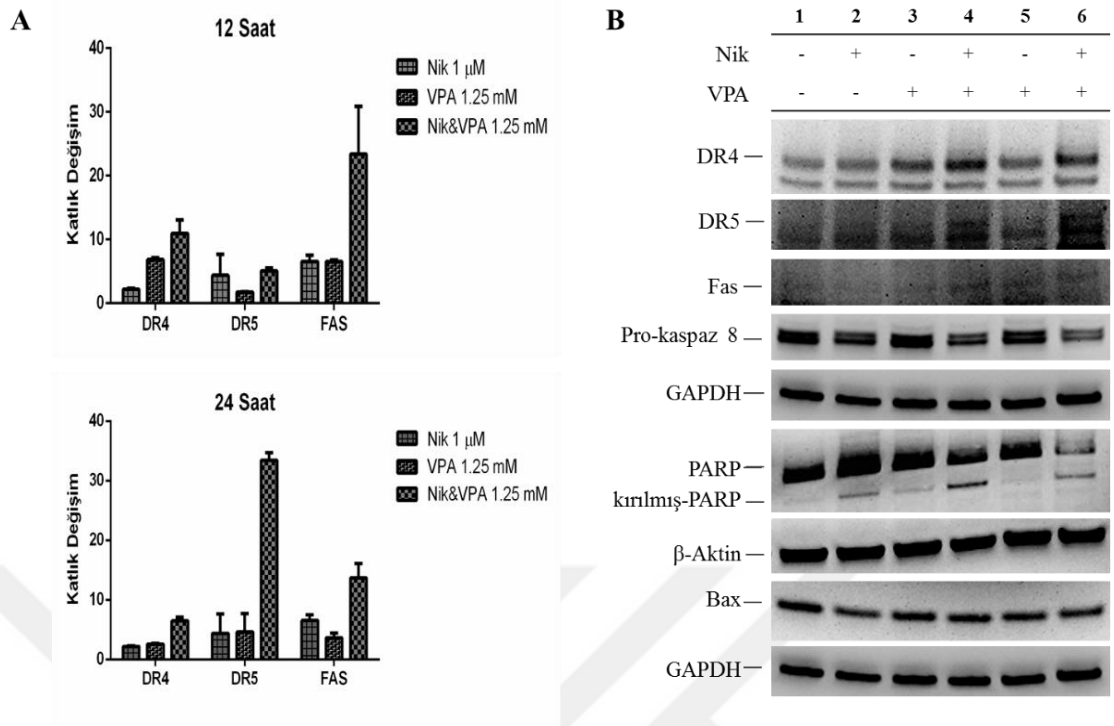 A
12 Saat
Katlık Değişim
40
30
20
10
0
DR4 DR5 FAS
Nik 1 µM
VPA 1.25 mM
Nik&VPA 1.25 mM
24 Saat
Katlık Değişim
40
30
20
10
0
DR4 DR5 FAS
Nik 1 µM
VPA 1.25 mM
Nik&VPA 1.25 mM
B
1 2 3 4 5 6
Nik - + - + - +
VPA - - + + + +
DR4
DR5
Fas
Pro-kaspaz 8
GAPDH
PARP
kırılmış-PARP
β-Aktin
Bax
GAPDH